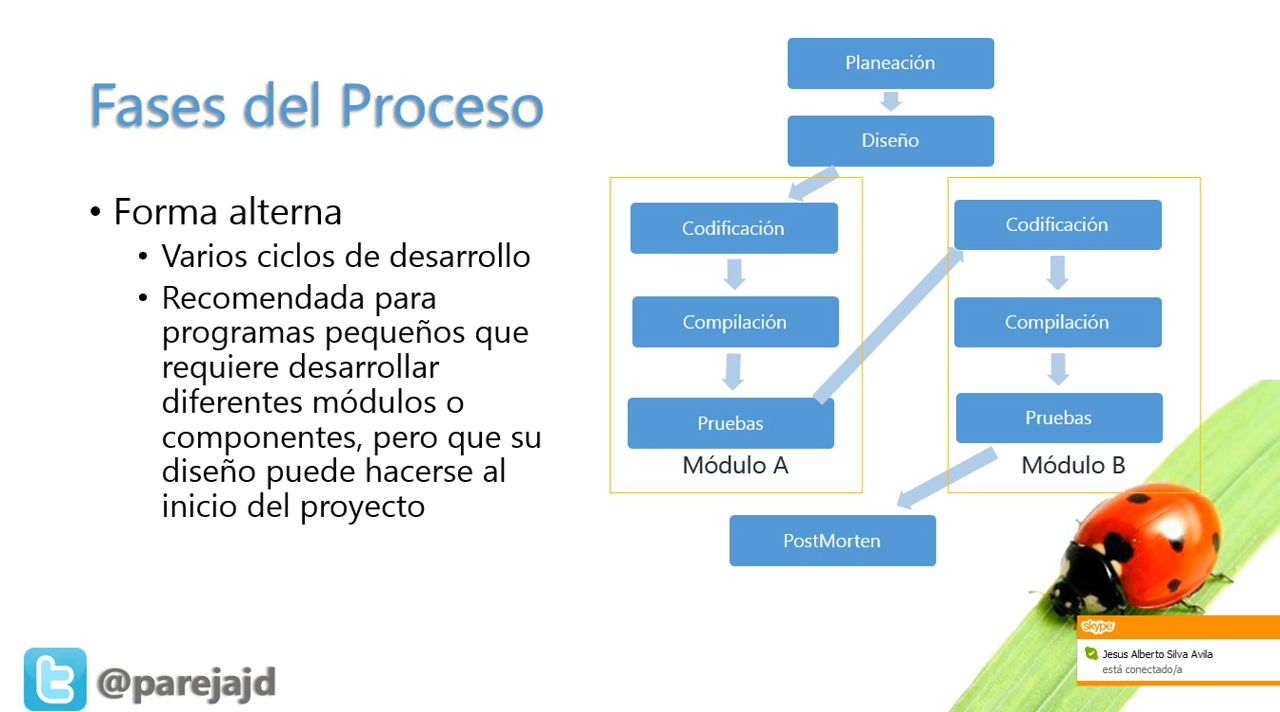 Fases del Proceso
• Forma alterna
• Varios ciclos de desarrollo
• Recomendada para
programas pequeños que
requiere desarrollar
diferentes módulos o
componentes, pero que su
diseño puede hacerse al
inicio del proyecto
Planeación
Diseño
Codificación
Compilación
Pruebas
Módulo A
Codificación
Compilación
Pruebas
Módulo B
PostMorten
@parejajd
skype
Jesus Alberto Silva Avila
está conectado/a